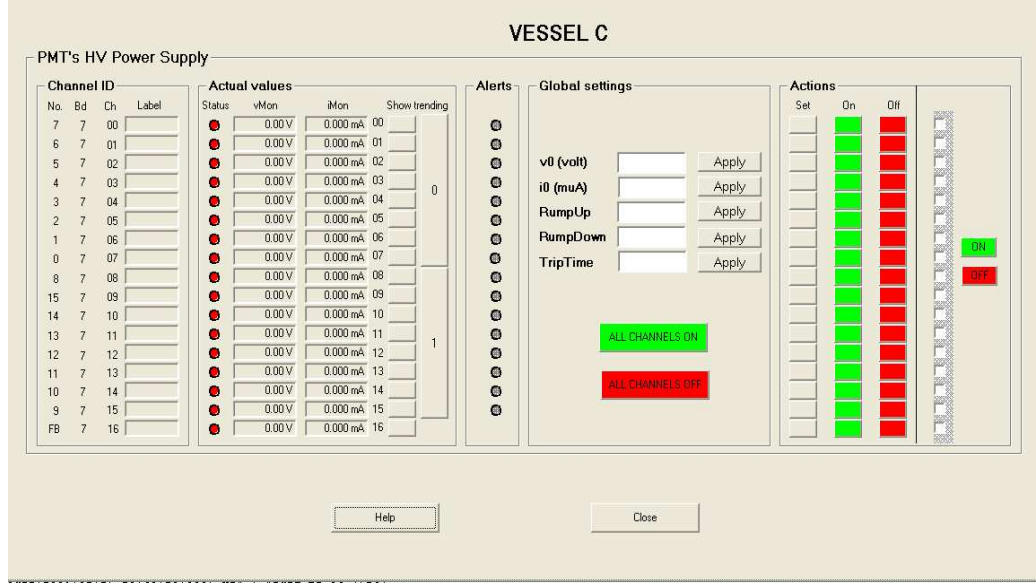 VESSEL C
PMT's HV Power Supply
Channel ID Actual values Alerts Global settings Actions
No. Bd Ch Label Status vMon iMon Show trending Set On Off
7 7 00 0.00 V 0.000 mA 00
6 7 01 0.00 V 0.000 mA 01
5 7 02 0.00 V 0.000 mA 02 v0 (volt) Apply
4 7 03 0.00 V 0.000 mA 03 0 i0 (muA) Apply
3 7 04 0.00 V 0.000 mA 04
2 7 05 0.00 V 0.000 mA 05 RumpUp Apply
1 7 06 0.00 V 0.000 mA 06 RumpDown Apply ON
0 7 07 0.00 V 0.000 mA 07 TripTime Apply
8 7 08 0.00 V 0.000 mA 08 OFF
15 7 09 0.00 V 0.000 mA 09
14 7 10 0.00 V 0.000 mA 10
13 7 11 0.00 V 0.000 mA 11 1 ALL CHANNELS ON
12 7 12 0.00 V 0.000 mA 12
11 7 13 0.00 V 0.000 mA 13
10 7 14 0.00 V 0.000 mA 14 ALL CHANNELS OFF
9 7 15 0.00 V 0.000 mA 15
FB 7 16 0.00 V 0.000 mA 16
Help Close